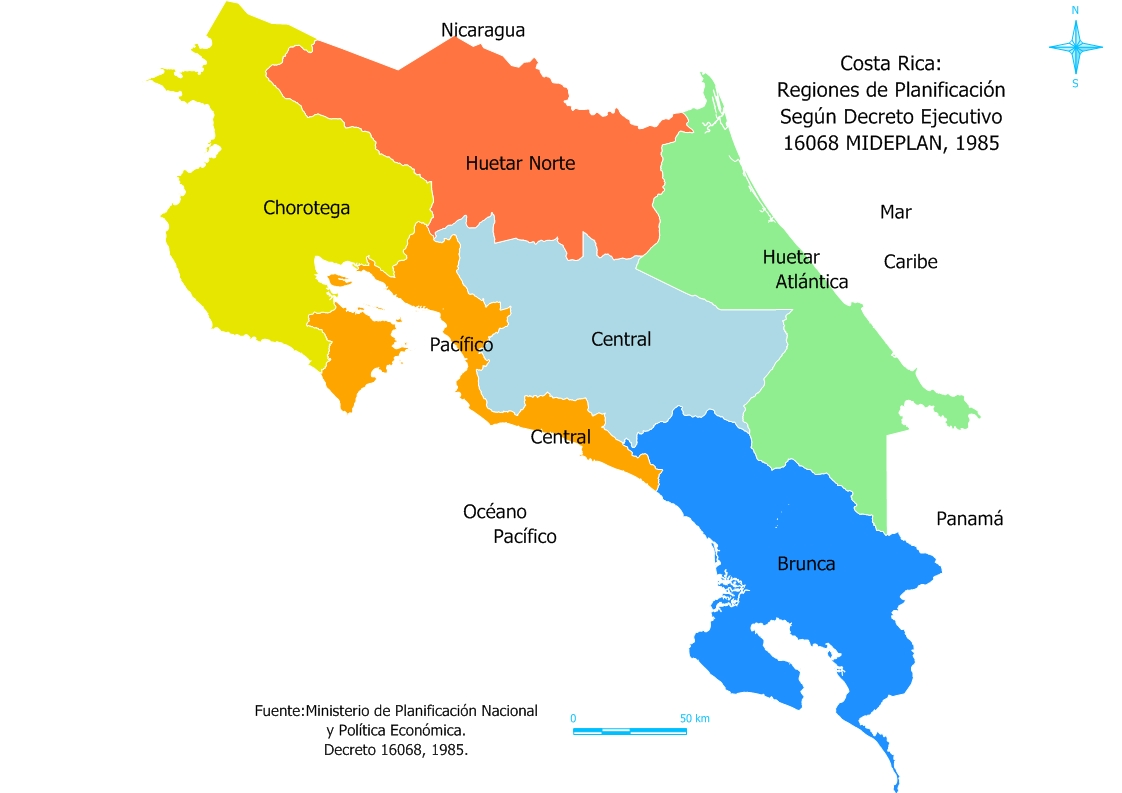 Nicaragua
N
S
Costa Rica:
Regiones de Planificación
Según Decreto Ejecutivo
16068 MIDEPLAN, 1985
Huetar Norte
Chorotega
Mar
Caribe
Huetar
Atlántica
Central
Pacífico
Central
Océano
Pacífico
Panamá
Brunca
Fuente:Ministerio de Planificación Nacional
y Política Económica.
Decreto 16068, 1985.
0 50 km